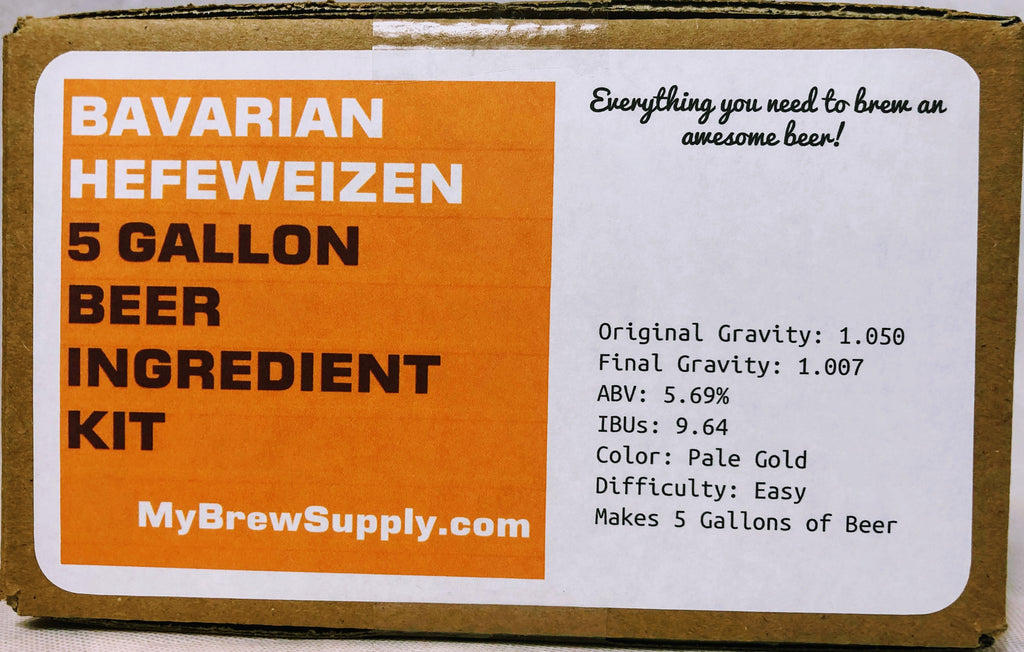 BAVARIAN
HEFEWEIZEN
5 GALLON
BEER
INGREDIENT
KIT
MyBrewSupply.com
Everything you need to brew an
awesome beer!
Original Gravity: 1.050
Final Gravity: 1.007
ABV: 5.69%
IBUs: 9.64
Color: Pale Gold
Difficulty: Easy
Makes 5 Gallons of Beer